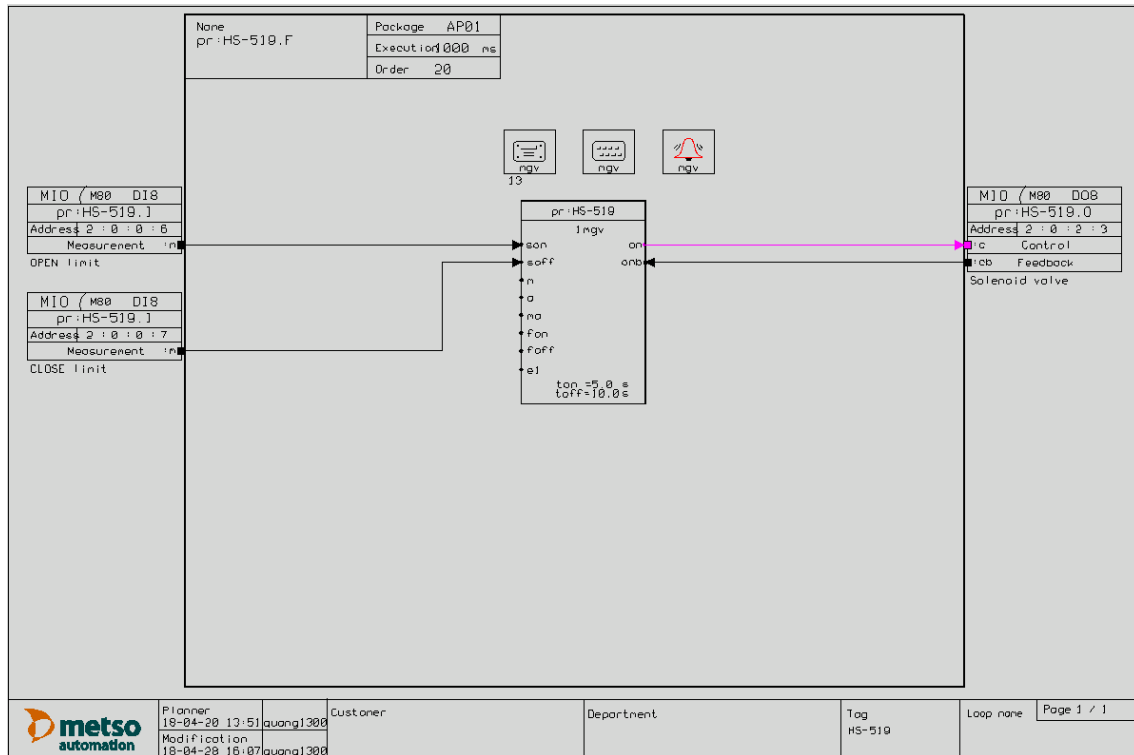 Name
pr:HS-519.F
Package AP01
Execution 1000 ms
Order 20
mgv
mgv
mgv
13
MIO / M80 DI8
pr:HS-519.I
Address 2 : 0 : 0 : 6
Measurement :m
OPEN limit
MIO / M80 DI8
pr:HS-519.I
Address 2 : 0 : 0 : 7
Measurement :m
CLOSE limit
pr:HS-519
1mgv
son on
soff onb
m
a
ma
fon
foff
e1
ton =5.0 s
toff=10.0s
MIO / M80 DO8
pr:HS-519.O
Address 2 : 0 : 2 : 3
:c Control
:cb Feedback
Solenoid valve
metso
automation
Planner
18-04-20 13:51 quang1300
Modification
18-04-28 16:07 quang1300
Customer
Department
Tag
HS-519
Loop name
Page 1 / 1